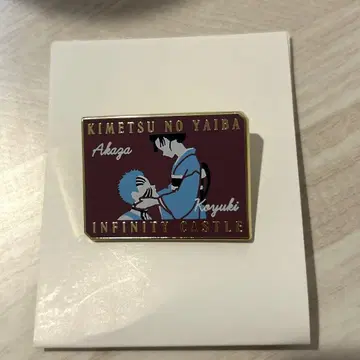 KIMETSU NO YAIBA
Akaza
Koyuki
INFINITY CASTLE